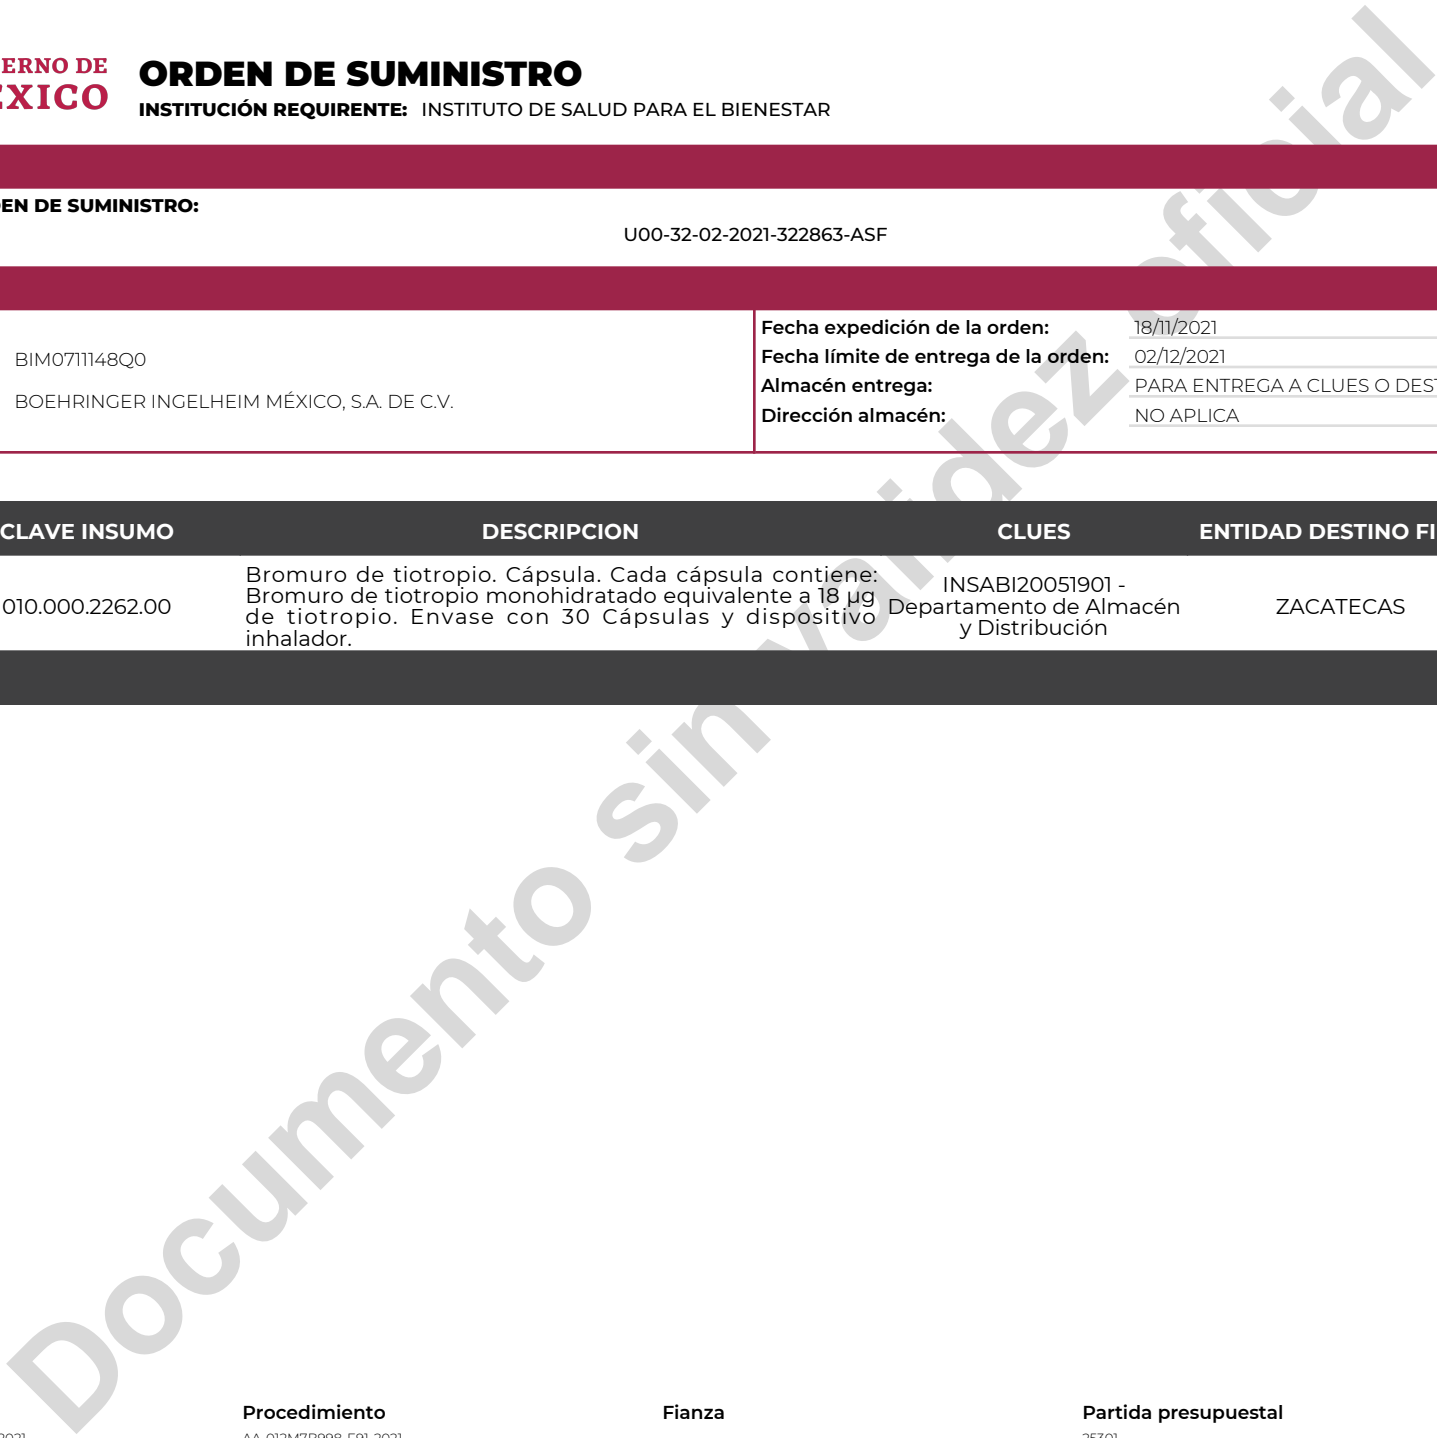 ERNO DE
EXICO
ORDEN DE SUMINISTRO
INSTITUCIÓN REQUIRENTE: INSTITUTO DE SALUD PARA EL BIENESTAR
EN DE SUMINISTRO:
U00-32-02-2021-322863-ASF
BIM0711148Q0
BOEHRINGER INGELHEIM MÉXICO, S.A. DE C.V.
Fecha expedición de la orden: 18/11/2021
Fecha límite de entrega de la orden: 02/12/2021
Almacén entrega: PARA ENTREGA A CLUES O DEST
Dirección almacén: NO APLICA
CLAVE INSUMO DESCRIPCION CLUES ENTIDAD DESTINO FI
010.000.2262.00
Bromuro de tiotropio. Cápsula. Cada cápsula contiene:
Bromuro de tiotropio monohidratado equivalente a 18 µg
de tiotropio. Envase con 30 Cápsulas y dispositivo
inhalador.
INSABI20051901 -
Departamento de Almacén
y Distribución
ZACATECAS
Documento sin validez oficial
Procedimiento Fianza Partida presupuestal